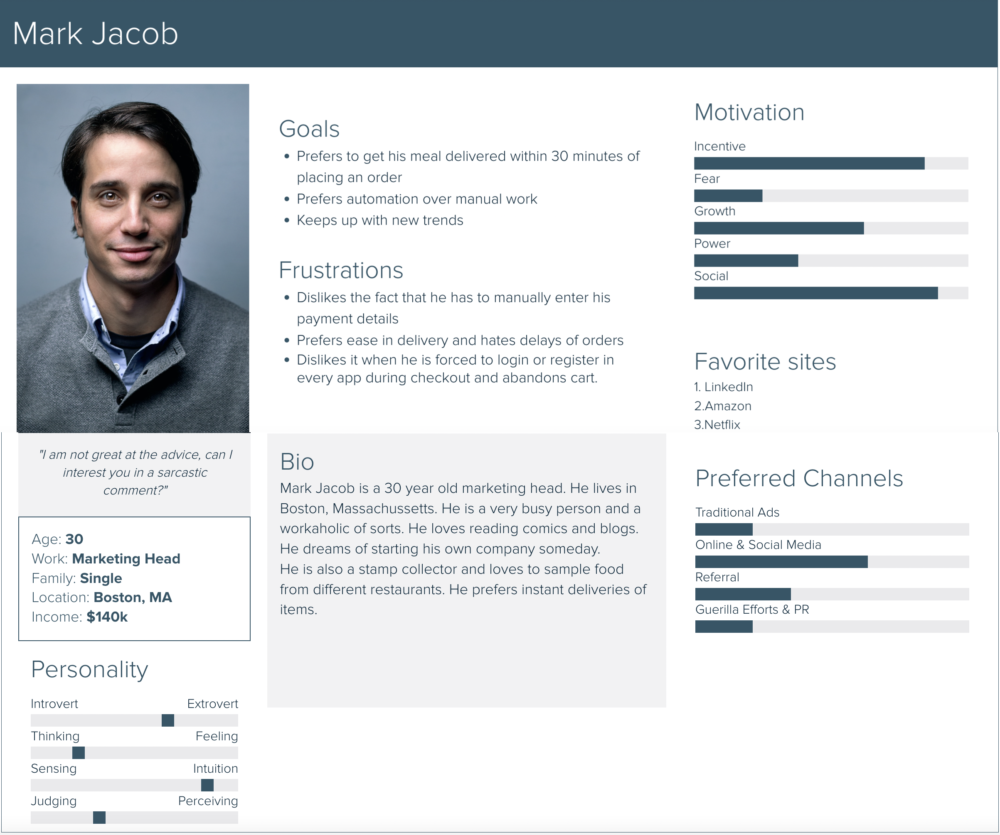 Mark Jacob
Goals
• Prefers to get his meal delivered within 30 minutes of
placing an order
• Prefers automation over manual work
• Keeps up with new trends
Frustrations
• Dislikes the fact that he has to manually enter his
payment details
• Prefers ease in delivery and hates delays of orders
• Dislikes it when he is forced to login or register in
every app during checkout and abandons cart.
Motivation
Incentive
Fear
Growth
Power
Social
Favorite sites
1. LinkedIn
2.Amazon
3.Netflix
"I am not great at the advice, can I
interest you in a sarcastic
comment?"
Age: 30
Work: Marketing Head
Family: Single
Location: Boston, MA
Income: $140k
Personality
Introvert Extrovert
Thinking Feeling
Sensing Intuition
Judging Perceiving
Bio
Mark Jacob is a 30 year old marketing head. He lives in
Boston, Massachussetts. He is a very busy person and a
workaholic of sorts. He loves reading comics and blogs.
He dreams of starting his own company someday.
He is also a stamp collector and loves to sample food
from different restaurants. He prefers instant deliveries of
items.
Preferred Channels
Traditional Ads
Online & Social Media
Referral
Guerilla Efforts & PR